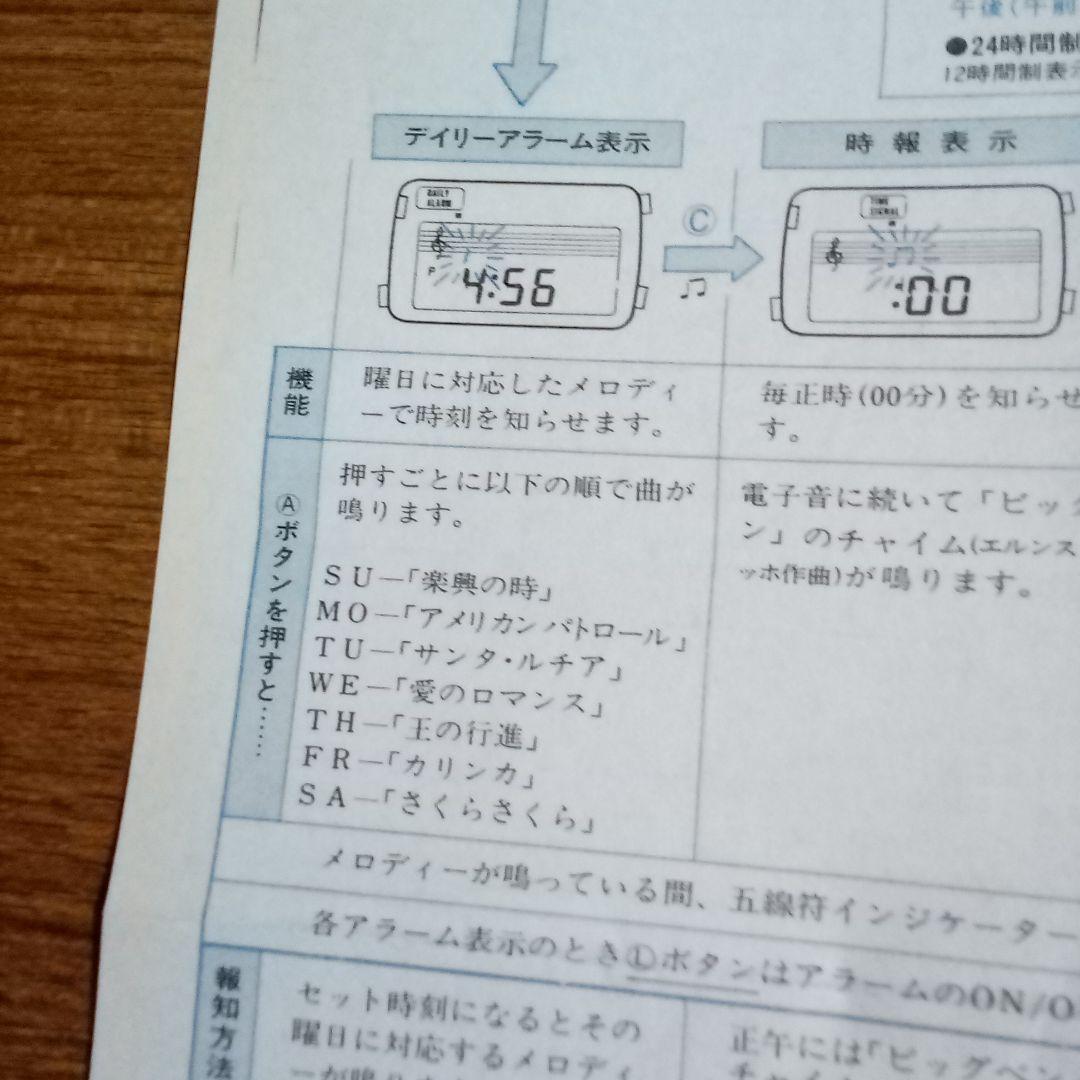 午後(午前
●24時間制
12時間制表示
デイリーアラーム表示
時報表示
DAILY
ALARM
P 4:56
C
TIME
SIGNAL
:00
機能
曜日に対応したメロディ
ーで時刻を知らせます。
毎正時(00分)を知らせ
す。
Ⓐボタンを押すと……
押すごとに以下の順で曲が
鳴ります。
SU—「楽興の時」
MO—「アメリカン パトロール」
TU—「サンタ・ルチア」
WE—「愛のロマンス」
TH—「王の行進」
FR—「カリンカ」
SA—「さくらさくら」
電子音に続いて「ビッグ
ン」のチャイム(エルンス
ッホ作曲)が鳴ります。
メロディーが鳴っている間、五線符インジケーター
各アラーム表示のときⓁボタンはアラームのON/O
報知方法
セット時刻になるとその
曜日に対応するメロディ
ーが鳴り
正午には「ビッグベン
チャイ